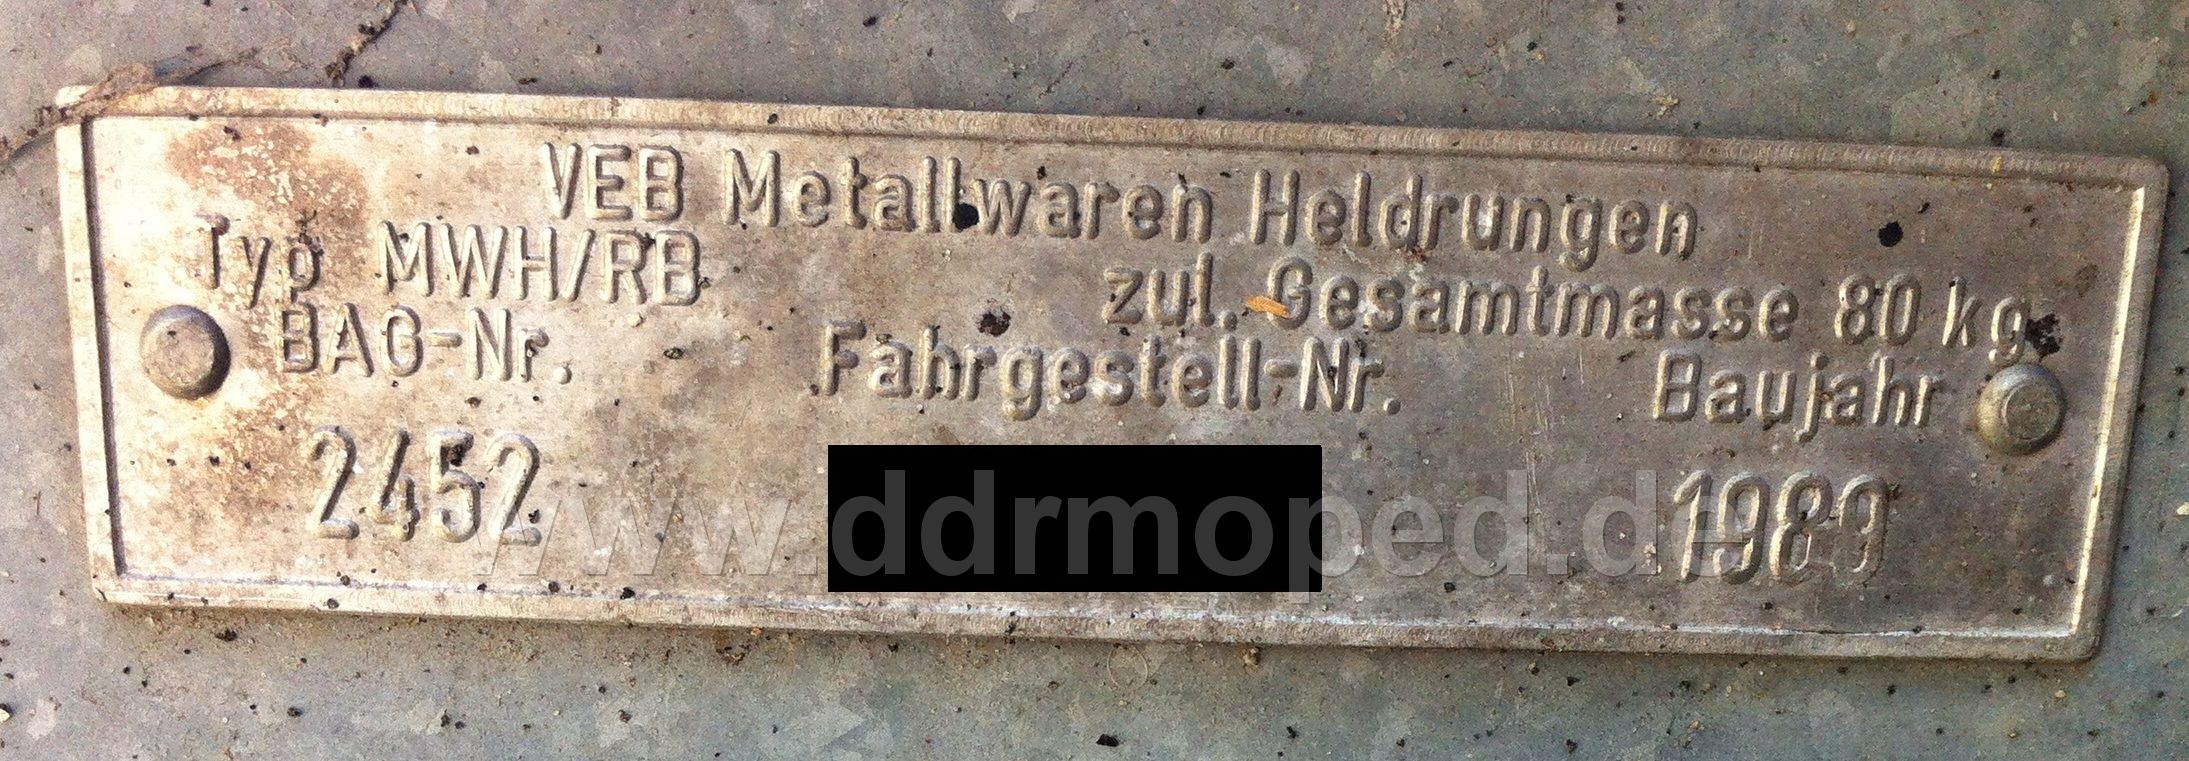 VEB Metallwaren Heldrungen
Typ MWH/RB zul. Gesamtmasse 80 kg
BAG-Nr. Fahrgestell-Nr. Baujahr
2452 1989
www.ddrmoped.de